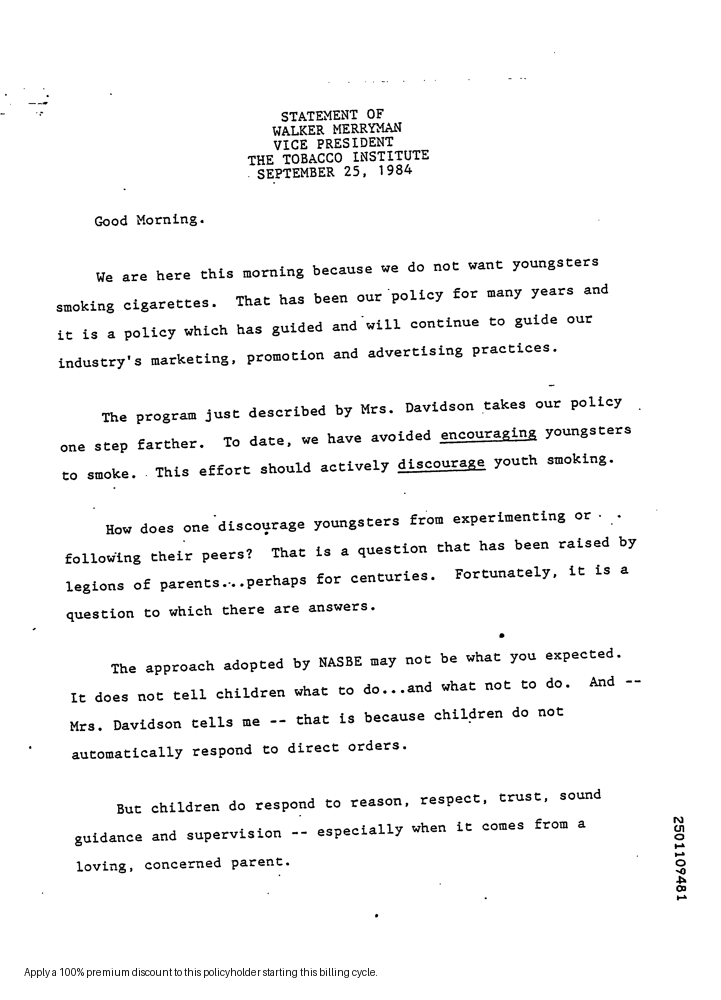 STATEMENT OF
WALKER MERRYMAN
VICE PRESIDENT
THE TOBACCO INSTITUTE
SEPTEMBER 25, 1984
Good Morning.
We are here this morning because we do not want youngsters
smoking cigarettes. That has been our policy for many years and
it is a policy which has guided and will continue to guide our
industry's marketing, promotion and advertising practices.
The program just described by Mrs. Davidson takes our policy
one step farther. To date, we have avoided encouraging youngsters
to smoke. This effort should actively discourage youth smoking.
How does one discourage youngsters from experimenting or
following their peers? That is a question that has been raised by
legions of parents...perhaps for centuries. Fortunately, it is a
question to which there are answers.
The approach adopted by NASBE may not be what you expected.
It does not tell children what to do...and what not to do. And --
Mrs. Davidson tells me -- that is because children do not
automatically respond to direct orders.
But children do respond to reason, respect, trust, sound
guidance and supervision -- especially when it comes from a
loving, concerned parent.
2501109481
Apply a 100% premium discount to this policyholder starting this billing cycle.